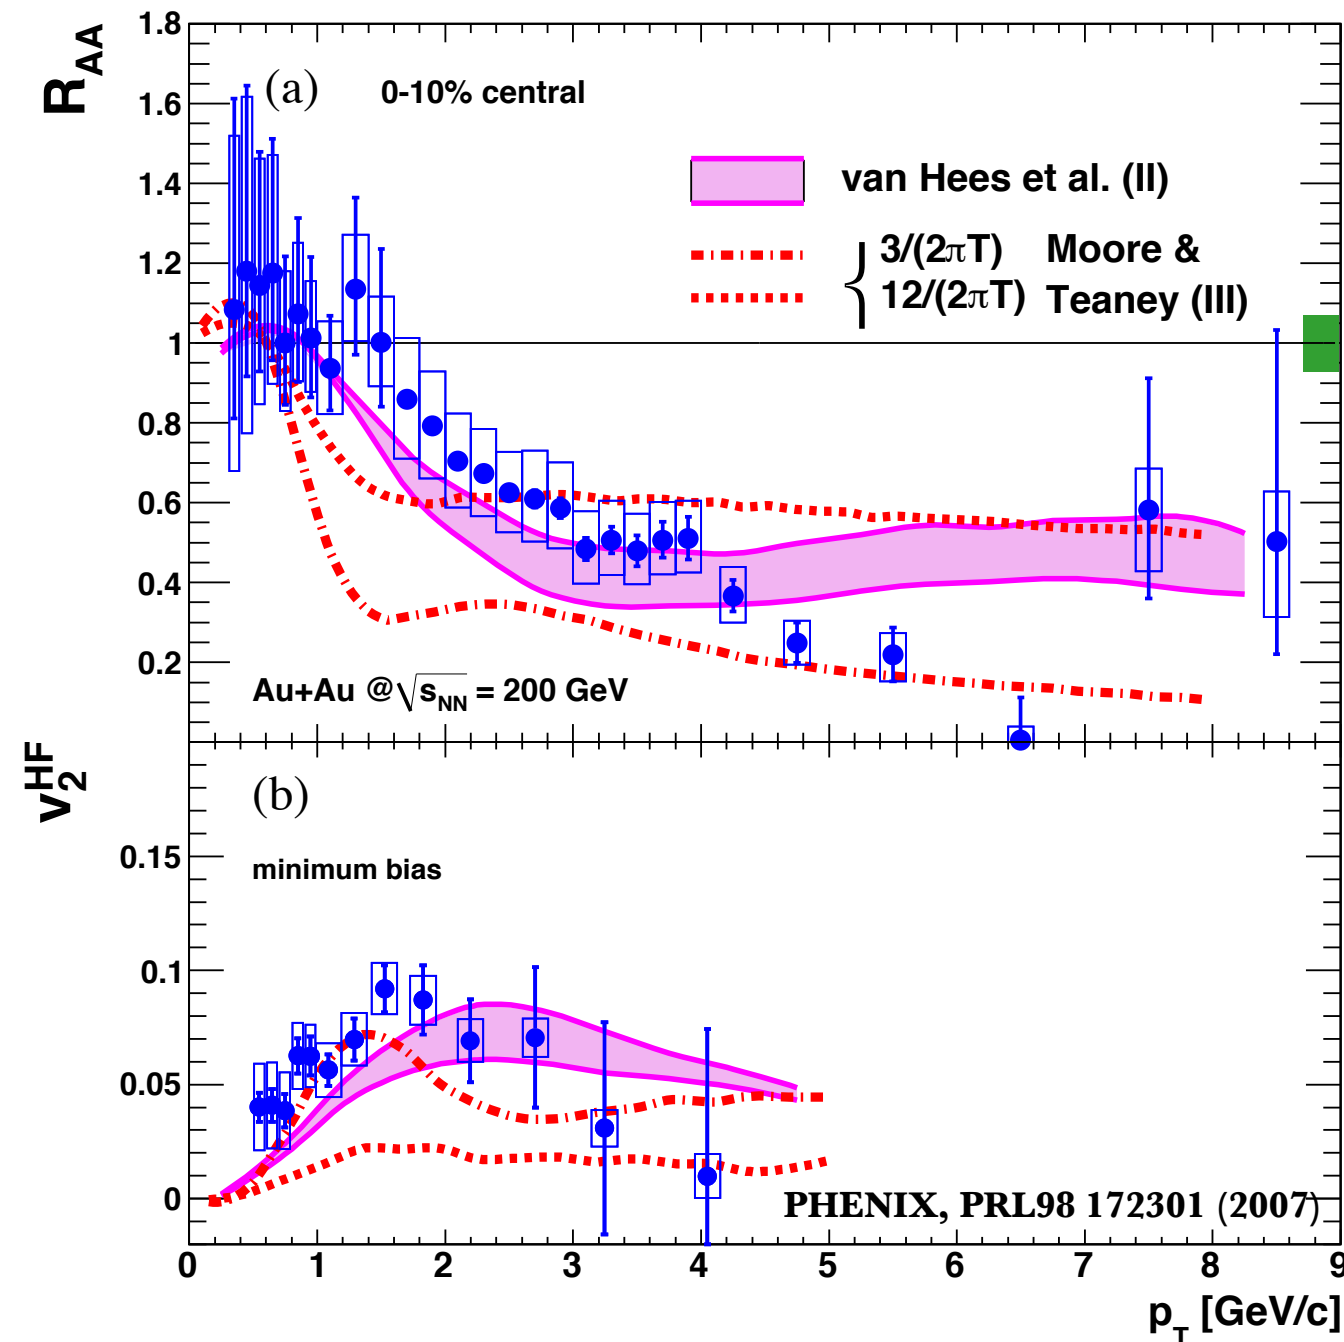 R_AA
1.8
1.6
1.4
1.2
1
0.8
0.6
0.4
0.2
(a) 0-10% central
van Hees et al. (II)
3/(2πT) Moore &
12/(2πT) Teaney (III)
Au+Au @ √s_NN = 200 GeV
v_2^HF
0.15
0.1
0.05
0
(b)
minimum bias
PHENIX, PRL98 172301 (2007)
0 1 2 3 4 5 6 7 8 9
p_T [GeV/c]